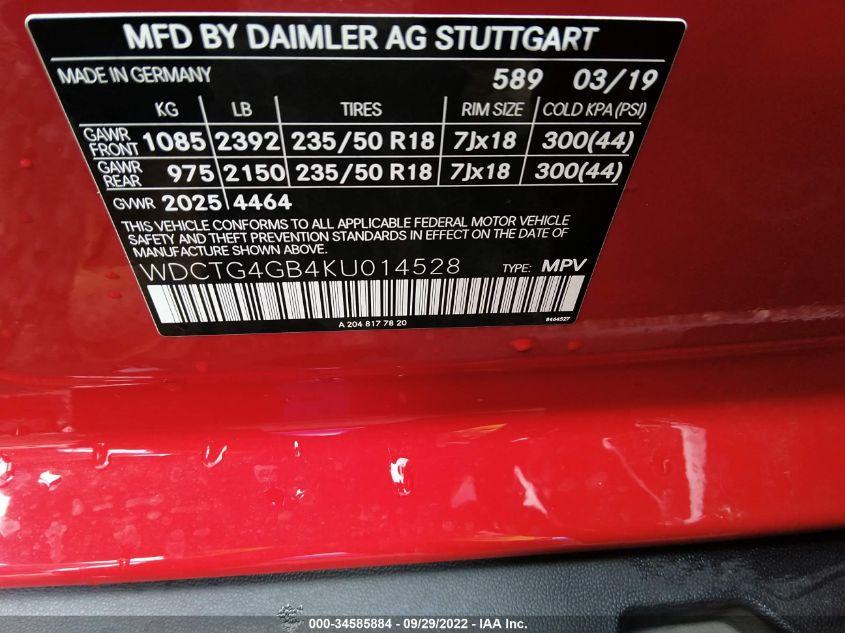 MFD BY DAIMLER AG STUTTGART
MADE IN GERMANY 589 03/19
KG LB TIRES RIM SIZE COLD KPA (PSI)
GAWR FRONT 1085 2392 235/50 R18 7Jx18 300(44)
GAWR REAR 975 2150 235/50 R18 7Jx18 300(44)
GVWR 2025 4464
THIS VEHICLE CONFORMS TO ALL APPLICABLE FEDERAL MOTOR VEHICLE
SAFETY AND THEFT PREVENTION STANDARDS IN EFFECT ON THE DATE OF
MANUFACTURE SHOWN ABOVE.
WDCTG4GB4KU014528 TYPE: MPV
A 204 817 78 20 8464527
000-34585884 - 09/29/2022 - IAA Inc.